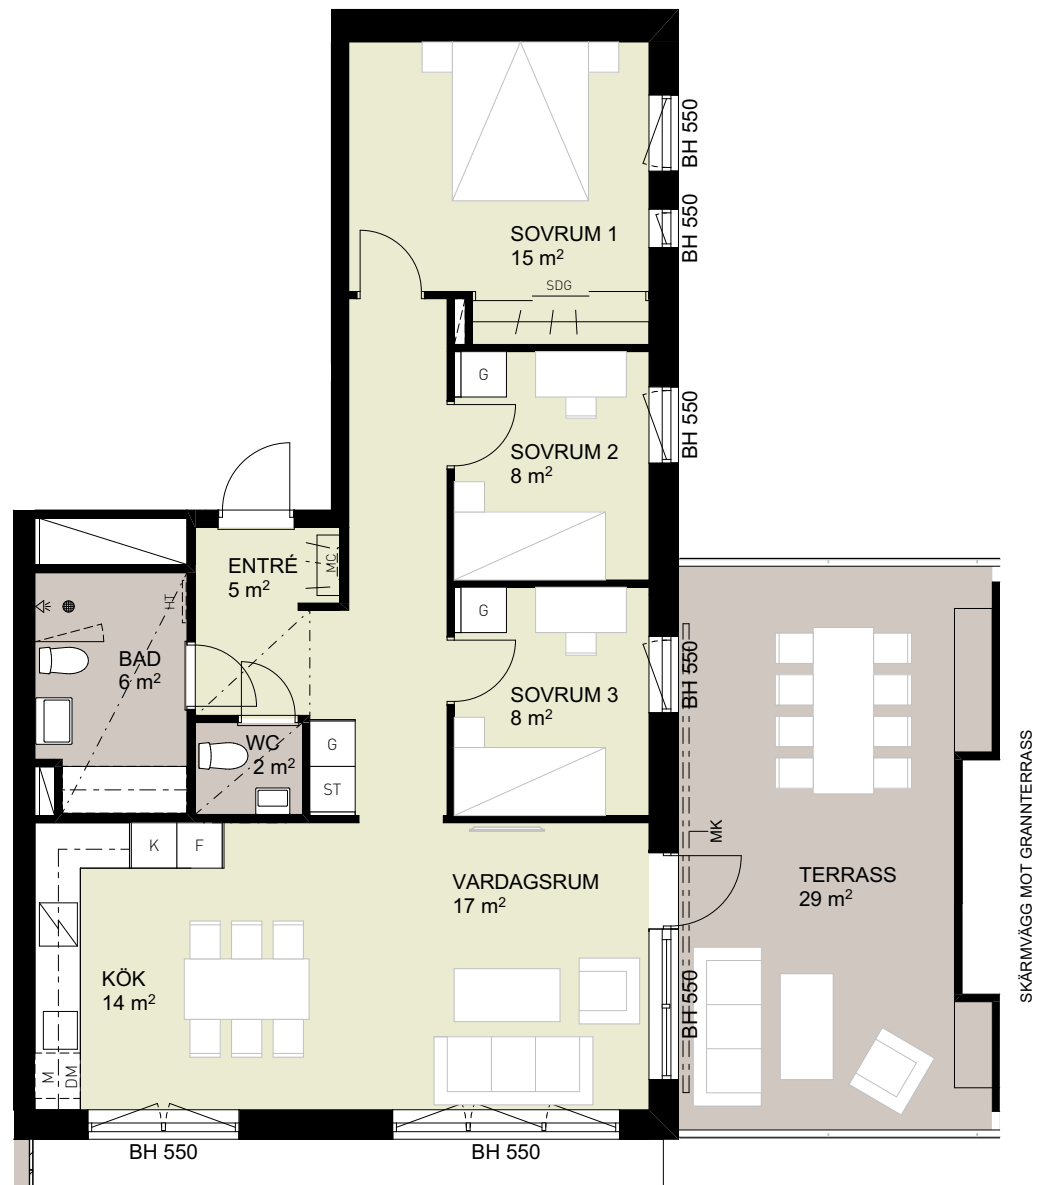 BH 550
BH 550
SOVRUM 1
15 m²
SDG
G
BH 550
SOVRUM 2
8 m²
ENTRÉ
5 m²
MC
HT
G
BAD
6 m²
BH 550
SOVRUM 3
8 m²
WC
2 m²
G
ST
K
F
MK
SKÄRMVÄGG MOT GRANNTERRASS
VARDAGSRUM
17 m²
TERRASS
29 m²
KÖK
14 m²
BH 550
M
DM
BH 550
BH 550